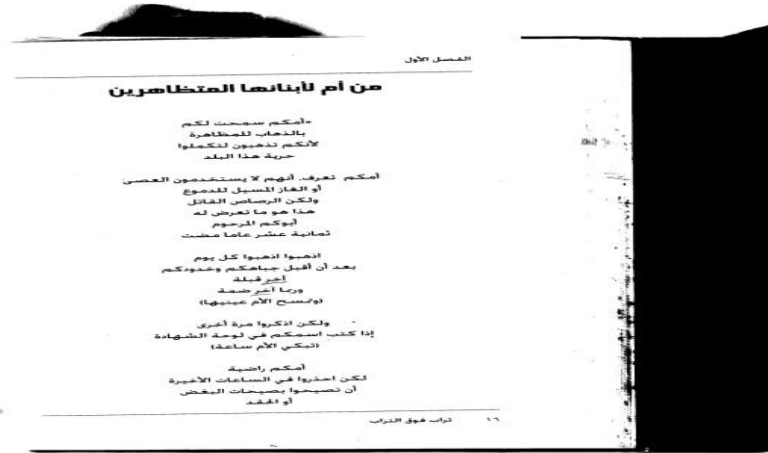 الفصل الأول
من أم لأبنائها المتظاهرين
«أمكم سمحت لكم
بالذهاب للمظاهرة
لأنكم تذهبون لتكملوا
حرية هذا البلد
أمكم تعرف، أنهم لا يستخدمون العصى
أو الغاز المسيل للدموع
ولكن الرصاص القاتل
هذا هو ما تعرض له
أبوكم المرحوم
ثمانية عشر عاما مضت
اذهبوا اذهبوا كل يوم
بعد أن أقبل جباهكم وخدودكم
آخر قبلة
وربما آخر ضمة
(وتمسح الأم عينيها)
ولكن اذكروا مرة أخرى
إذا كتب اسمكم في لوحة الشهادة
(تبكي الأم ساعة)
أمكم راضية
لكن احذروا في الساعات الأخيرة
أن تصيحوا بصيحات البغض
أو الحقد
١٦ تراب فوق التراب